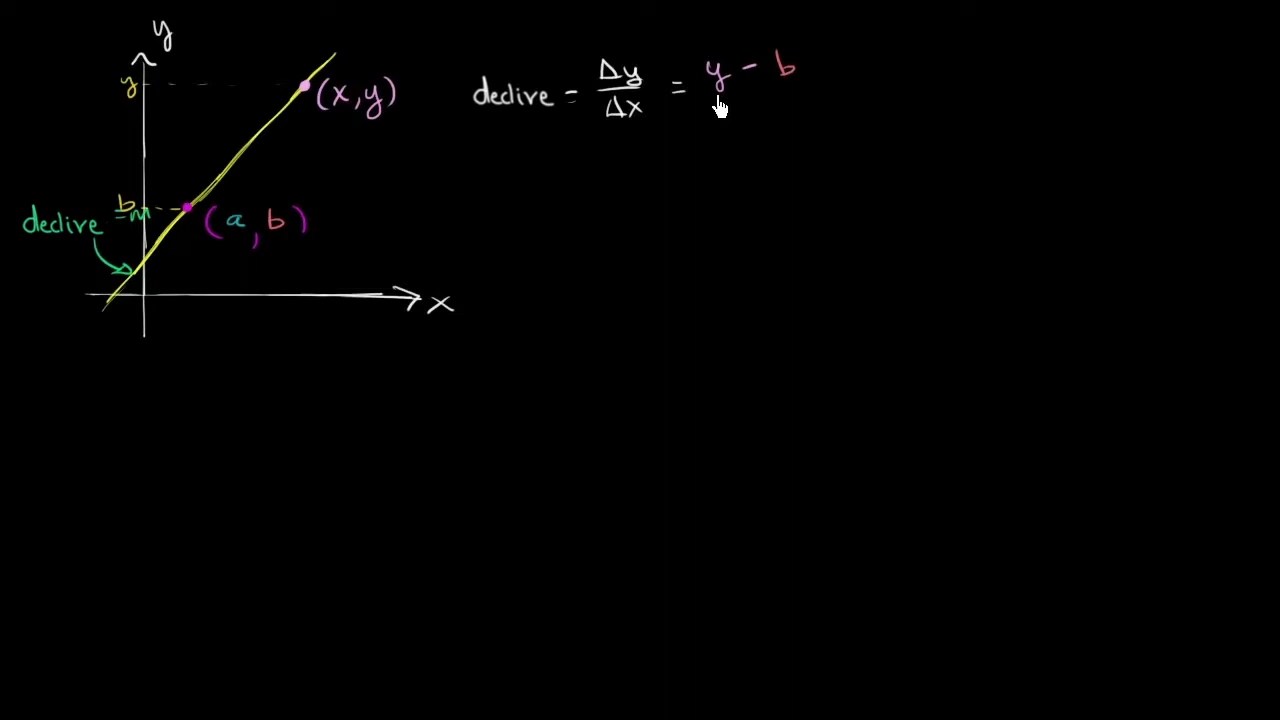 y
y
(x,y)
declive = Δy/Δx = y - b
b
declive = m
(a, b)
x